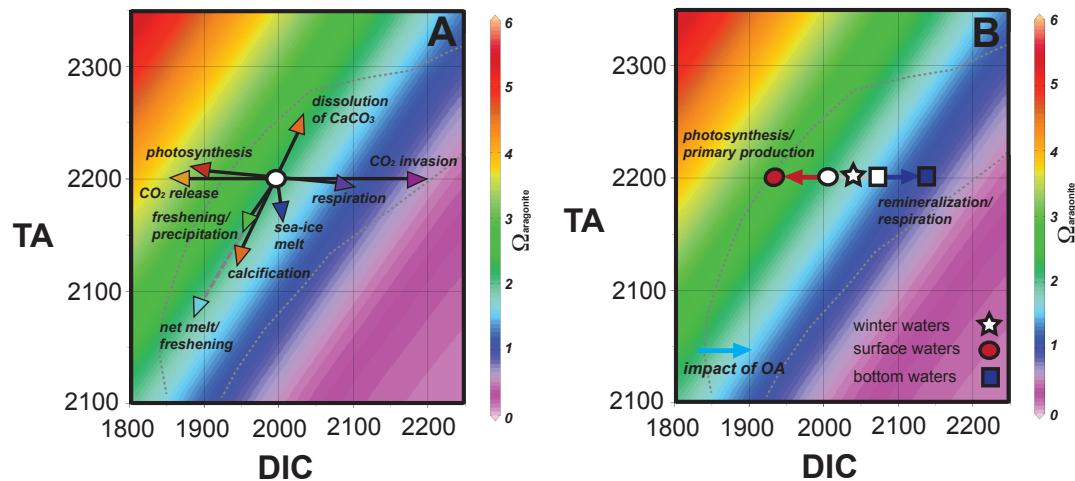 A
TA
2300
2200
2100
2100
1800
1900
2000
2100
2200
DIC
dissolution
of CaCO₃
photosynthesis
CO₂ invasion
CO₂ release
respiration
freshening/
precipitation
sea-ice
melt
calcification
net melt/
freshening
6
5
4
3
2
1
0
Ωaragonite
B
TA
2300
2200
2100
2100
1800
1900
2000
2100
2200
DIC
photosynthesis/
primary production
remineralization/
respiration
winter waters
surface waters
bottom waters
impact of OA
6
5
4
3
2
1
0
Ωaragonite